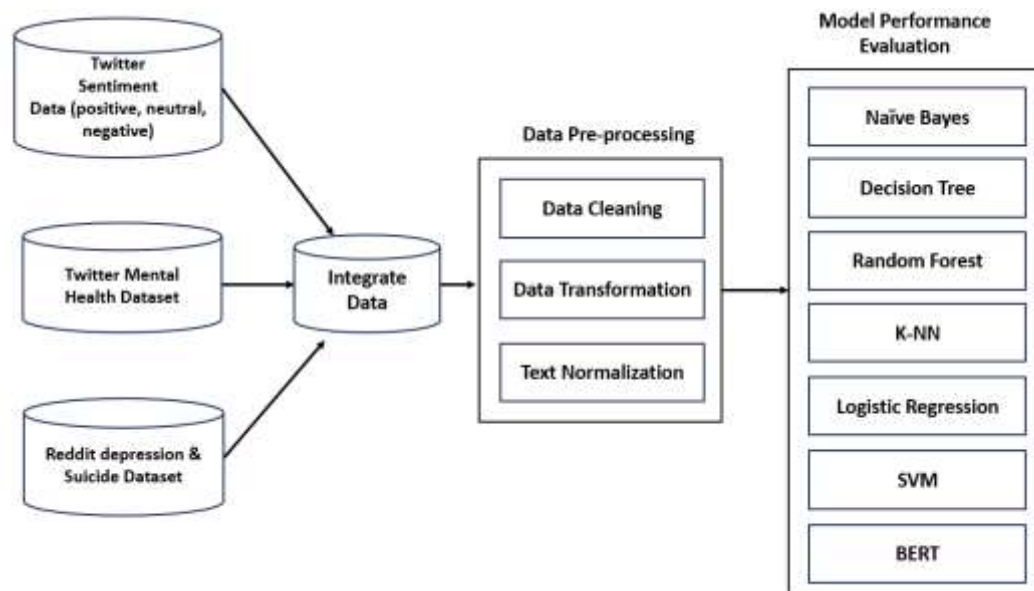 Twitter
Sentiment
Data (positive, neutral,
negative)
Twitter Mental
Health Dataset
Reddit depression &
Suicide Dataset
Integrate
Data
Data Pre-processing
Data Cleaning
Data Transformation
Text Normalization
Model Performance
Evaluation
Naïve Bayes
Decision Tree
Random Forest
K-NN
Logistic Regression
SVM
BERT